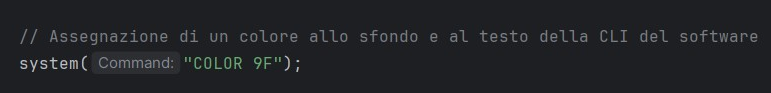 // Assegnazione di un colore allo sfondo e al testo della CLI del software
system( Command: "COLOR 9F");